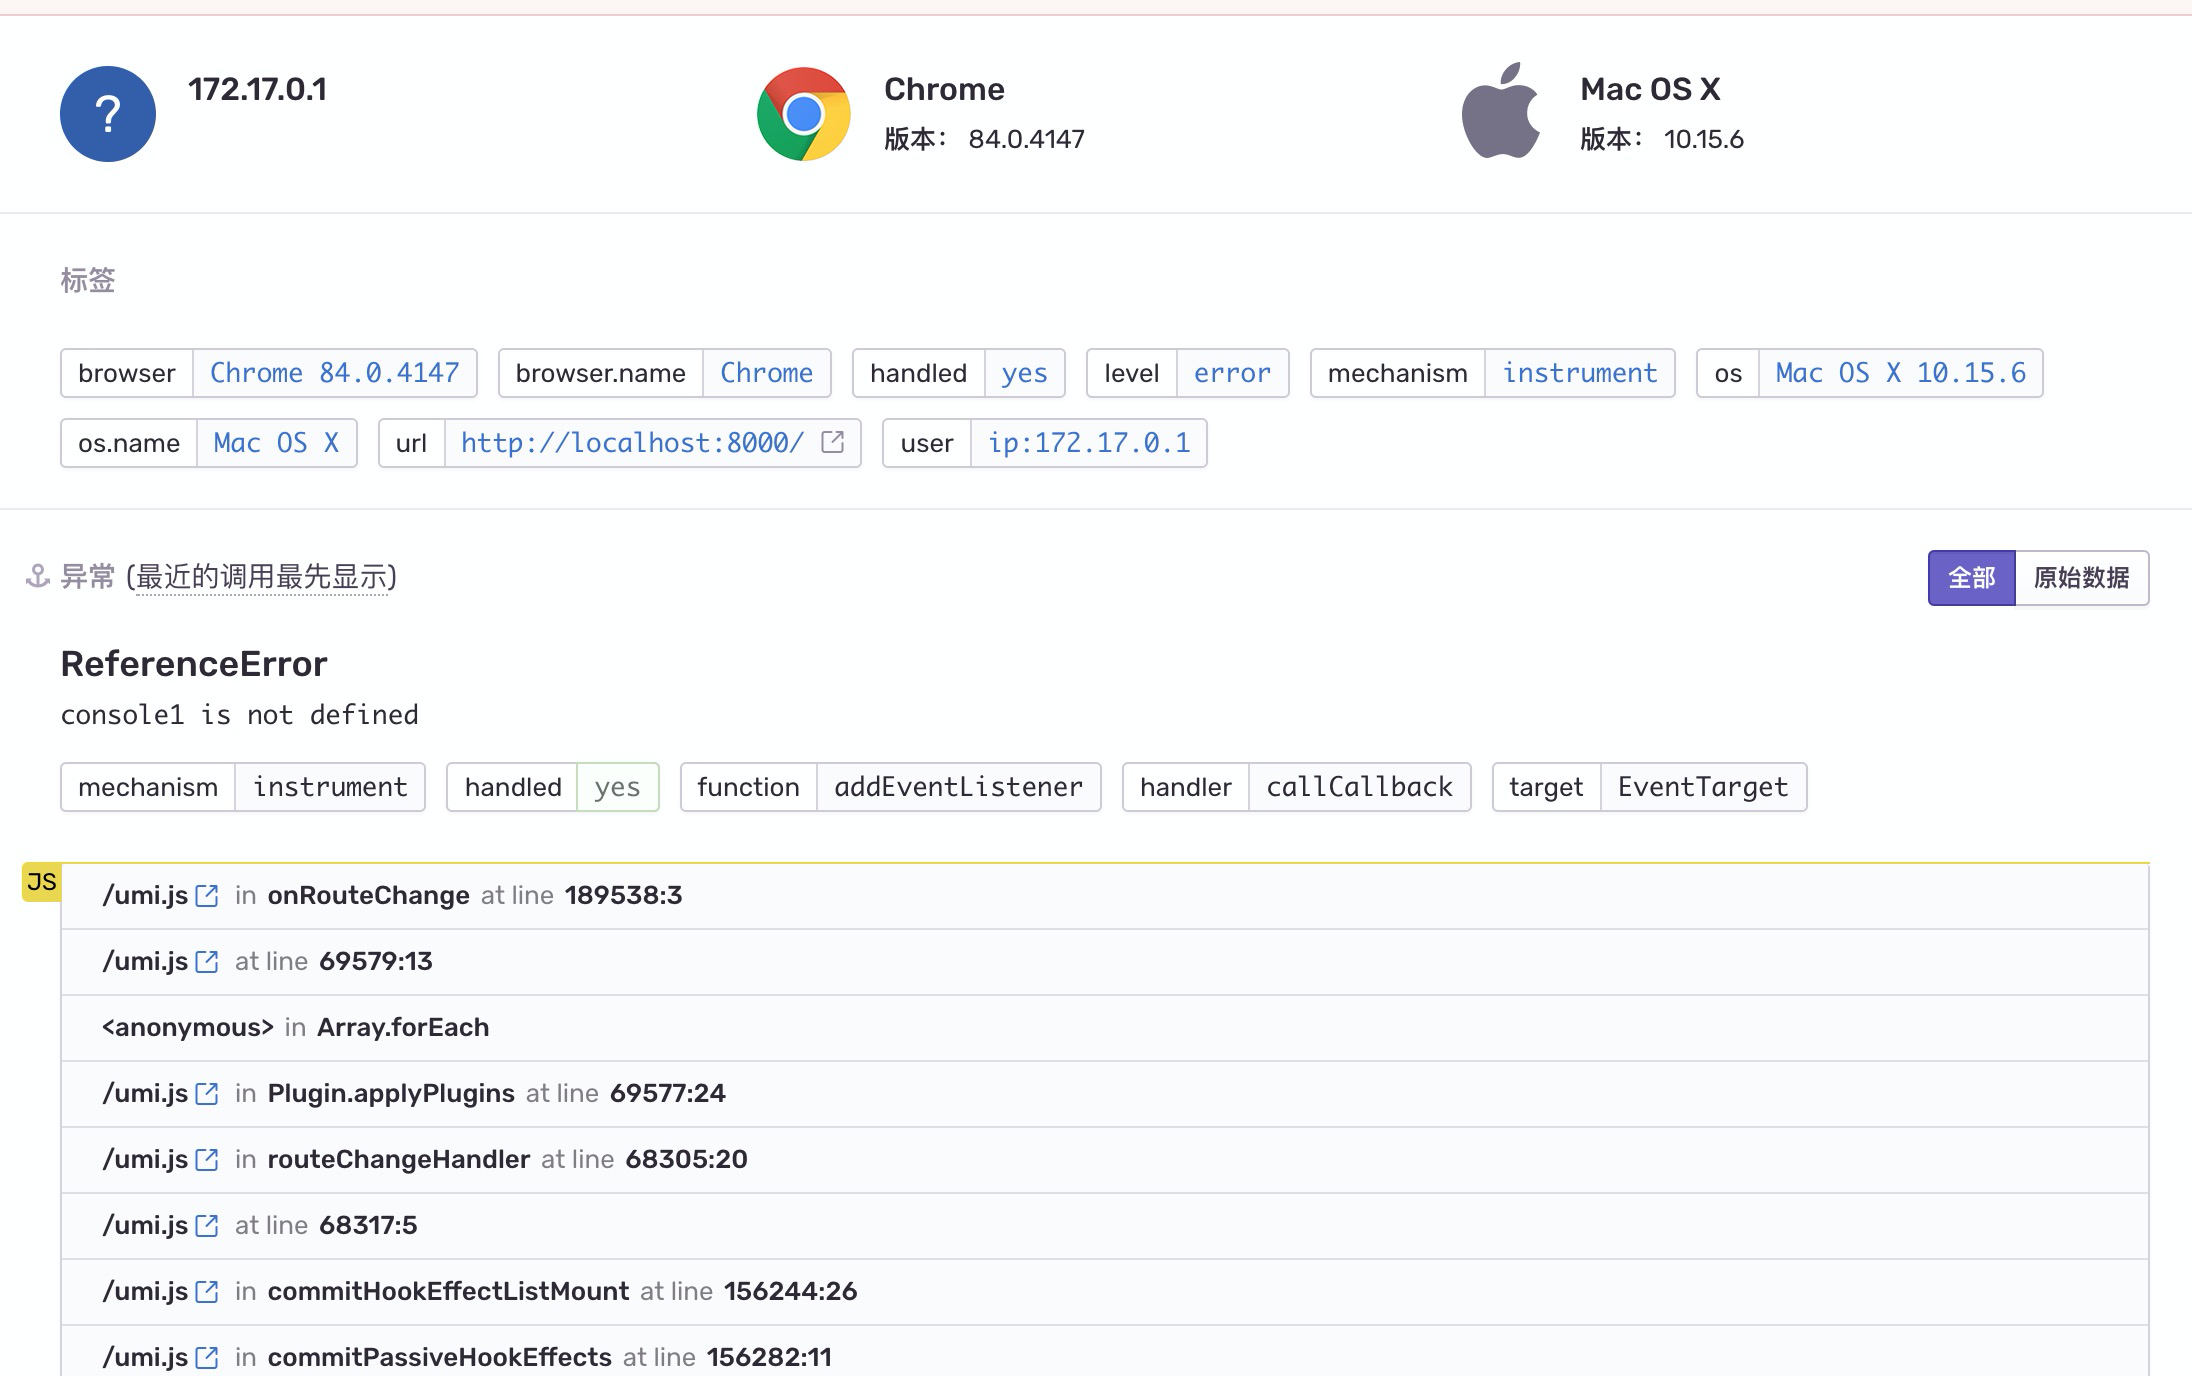 ?
172.17.0.1
Chrome
版本： 84.0.4147
Mac OS X
版本： 10.15.6
标签
browser Chrome 84.0.4147 browser.name Chrome handled yes level error mechanism instrument os Mac OS X 10.15.6
os.name Mac OS X url http://localhost:8000/ user ip:172.17.0.1
异常 (最近的调用最先显示) 全部 原始数据
ReferenceError
console1 is not defined
mechanism instrument handled yes function addEventListener handler callCallback target EventTarget
JS /umi.js in onRouteChange at line 189538:3
/umi.js at line 69579:13
<anonymous> in Array.forEach
/umi.js in Plugin.applyPlugins at line 69577:24
/umi.js in routeChangeHandler at line 68305:20
/umi.js at line 68317:5
/umi.js in commitHookEffectListMount at line 156244:26
/umi.js in commitPassiveHookEffects at line 156282:11